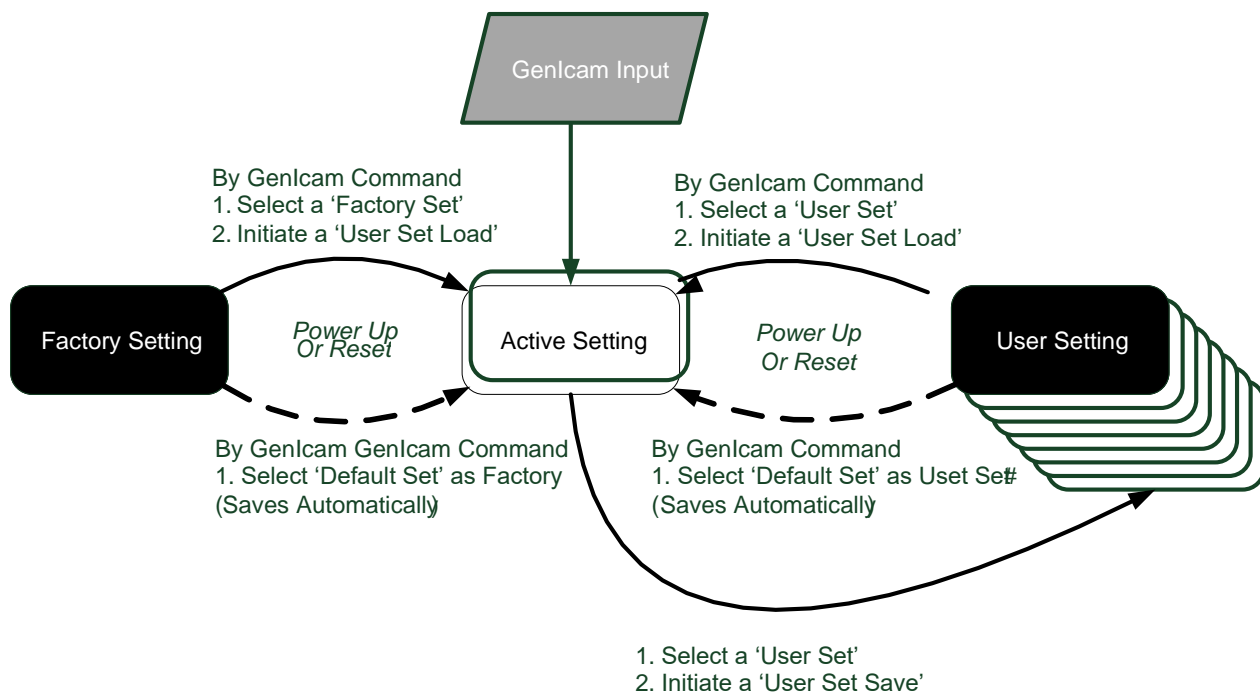 GenIcam Input
By GenIcam Command
1. Select a ‘Factory Set’
2. Initiate a ‘User Set Load’
By GenIcam Command
1. Select a ‘User Set’
2. Initiate a ‘User Set Load’
Factory Setting
Power Up
Or Reset
Active Setting
Power Up
Or Reset
User Setting
By GenIcam GenIcam Command
1. Select ‘Default Set’ as Factory
(Saves Automatically)
By GenIcam Command
1. Select ‘Default Set’ as Uset Set#
(Saves Automatically)
1. Select a ‘User Set’
2. Initiate a ‘User Set Save’